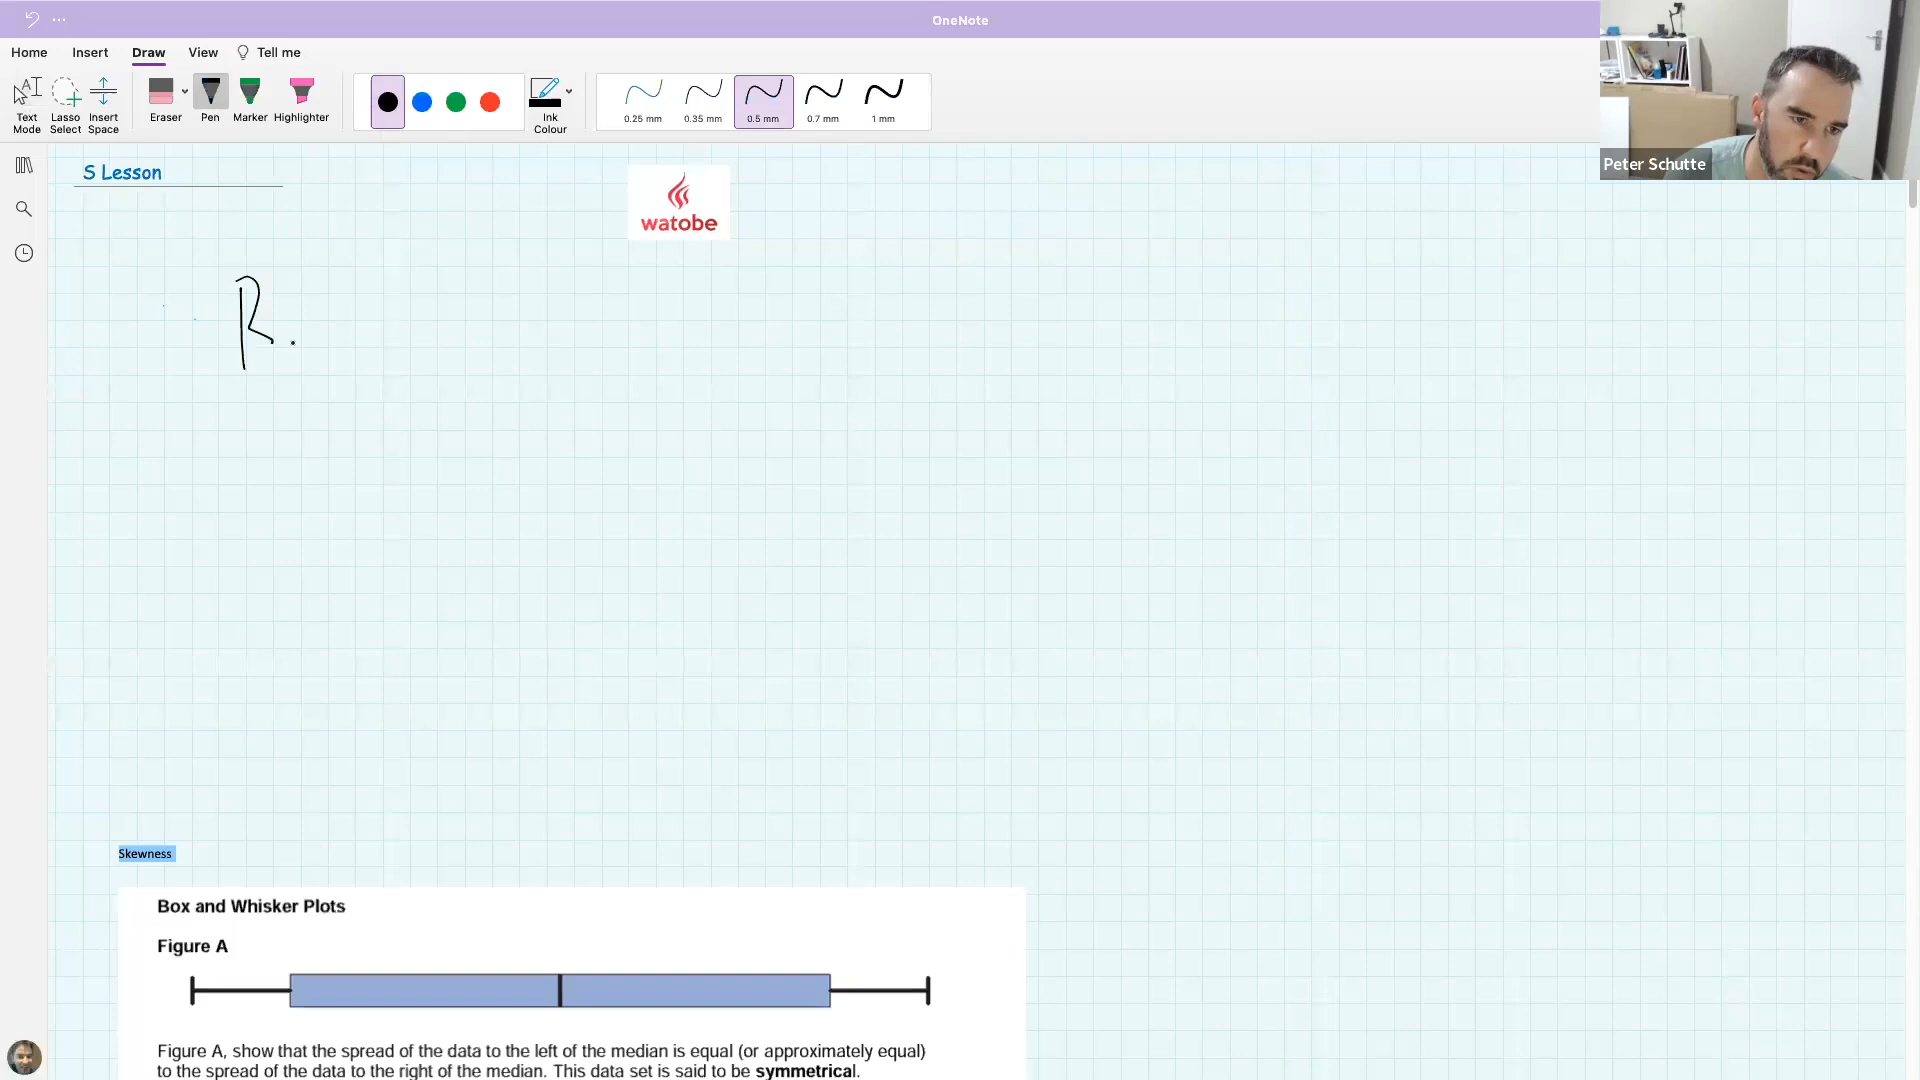 OneNote
Home Insert Draw View Tell me
Text Mode Lasso Select Insert Space Eraser Pen Marker Highlighter Ink Colour 0.25 mm 0.35 mm 0.5 mm 0.7 mm 1 mm
Peter Schutte
S Lesson
watobe
R.
Skewness
Box and Whisker Plots
Figure A
Figure A, show that the spread of the data to the left of the median is equal (or approximately equal)
to the spread of the data to the right of the median. This data set is said to be symmetrical.